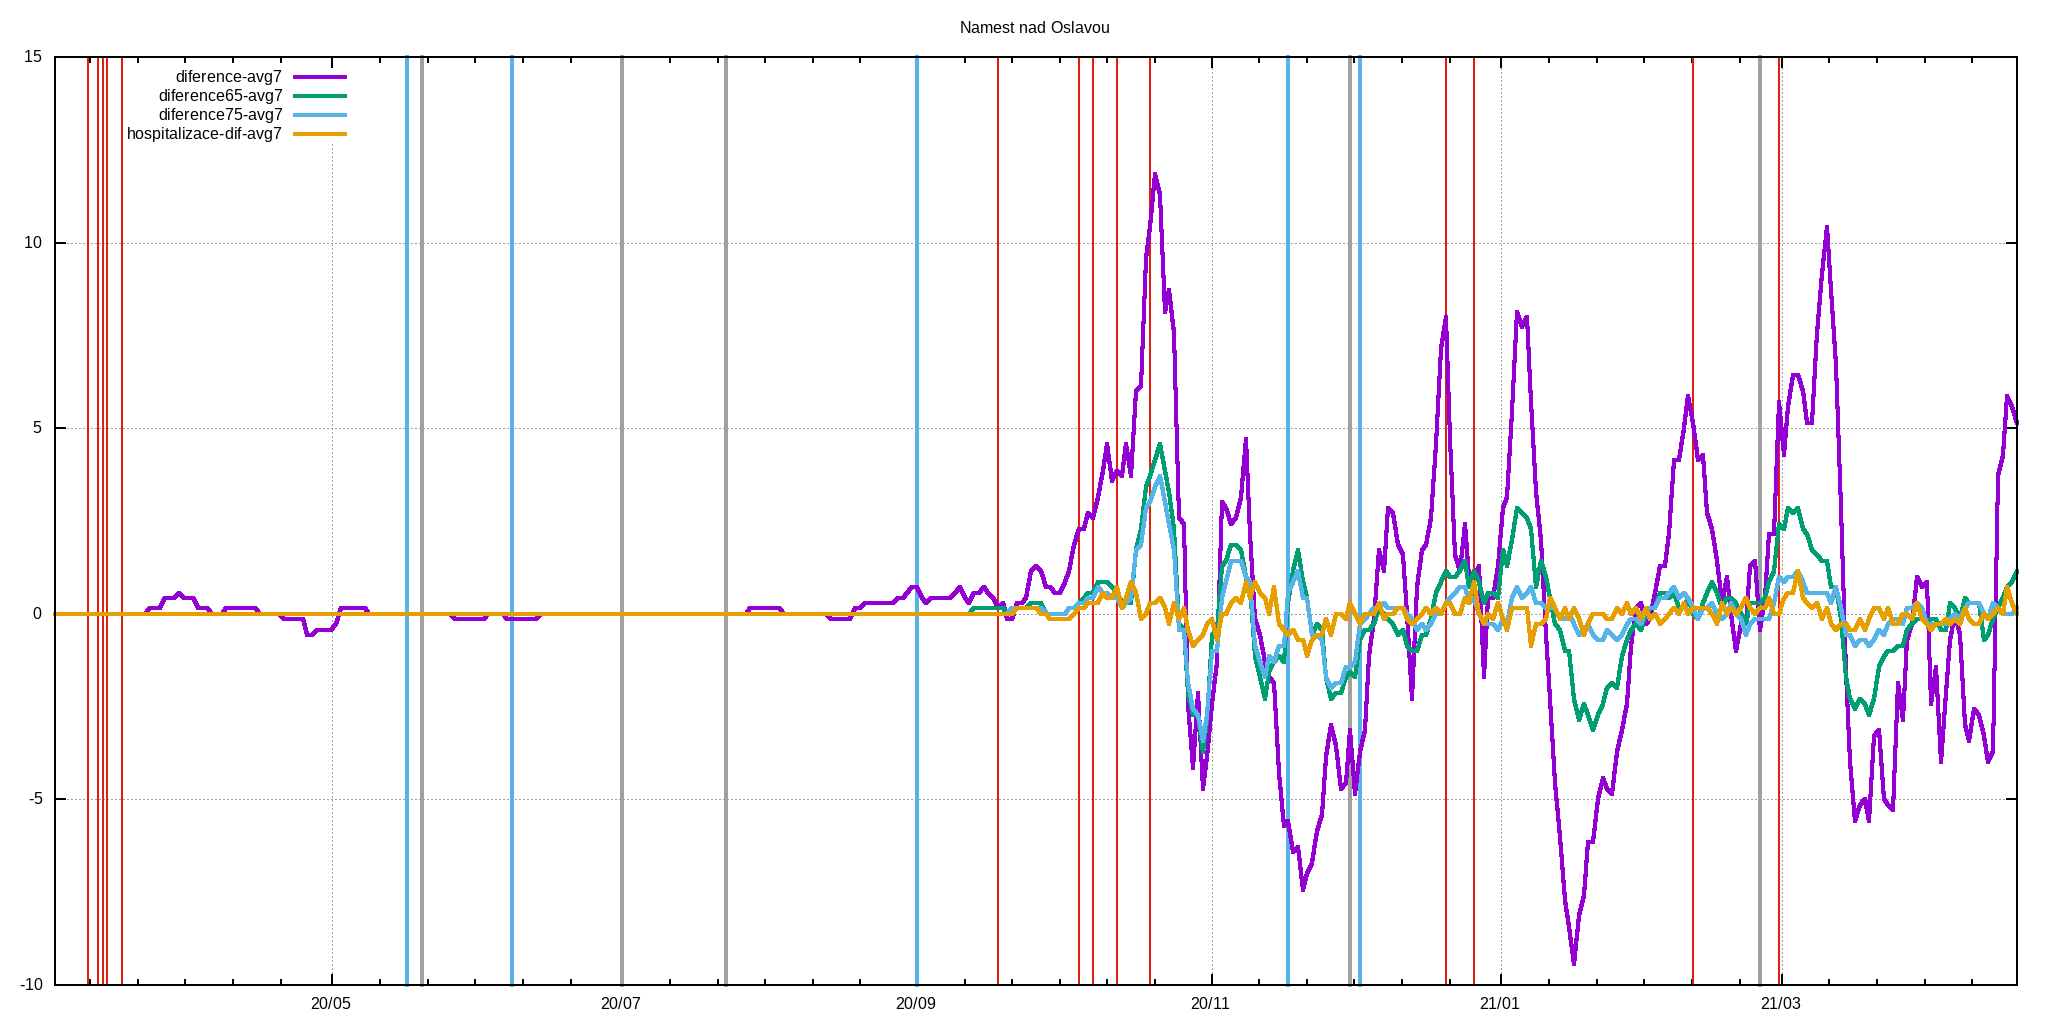 Namest nad Oslavou
15
10
5
0
-5
-10
diference-avg7
diference65-avg7
diference75-avg7
hospitalizace-dif-avg7
20/05
20/07
20/09
20/11
21/01
21/03